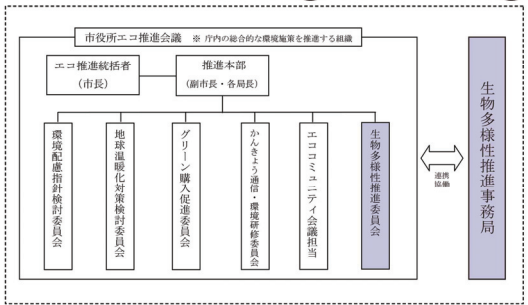 市役所エコ推進会議 ※ 庁内の総合的な環境施策を推進する組織
エコ推進統括者
(市長)
推進本部
(副市長・各局長)
環境配慮指針検討委員会
地球温暖化対策検討委員会
グリーン購入促進委員会
かんきょう通信・環境研修委員会
エココミュニティ会議担当
生物多様性推進委員会
連携
協働
生物多様性推進事務局